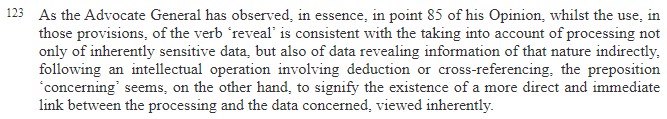 123 As the Advocate General has observed, in essence, in point 85 of his Opinion, whilst the use, in
those provisions, of the verb ‘reveal’ is consistent with the taking into account of processing not
only of inherently sensitive data, but also of data revealing information of that nature indirectly,
following an intellectual operation involving deduction or cross-referencing, the preposition
‘concerning’ seems, on the other hand, to signify the existence of a more direct and immediate
link between the processing and the data concerned, viewed inherently.